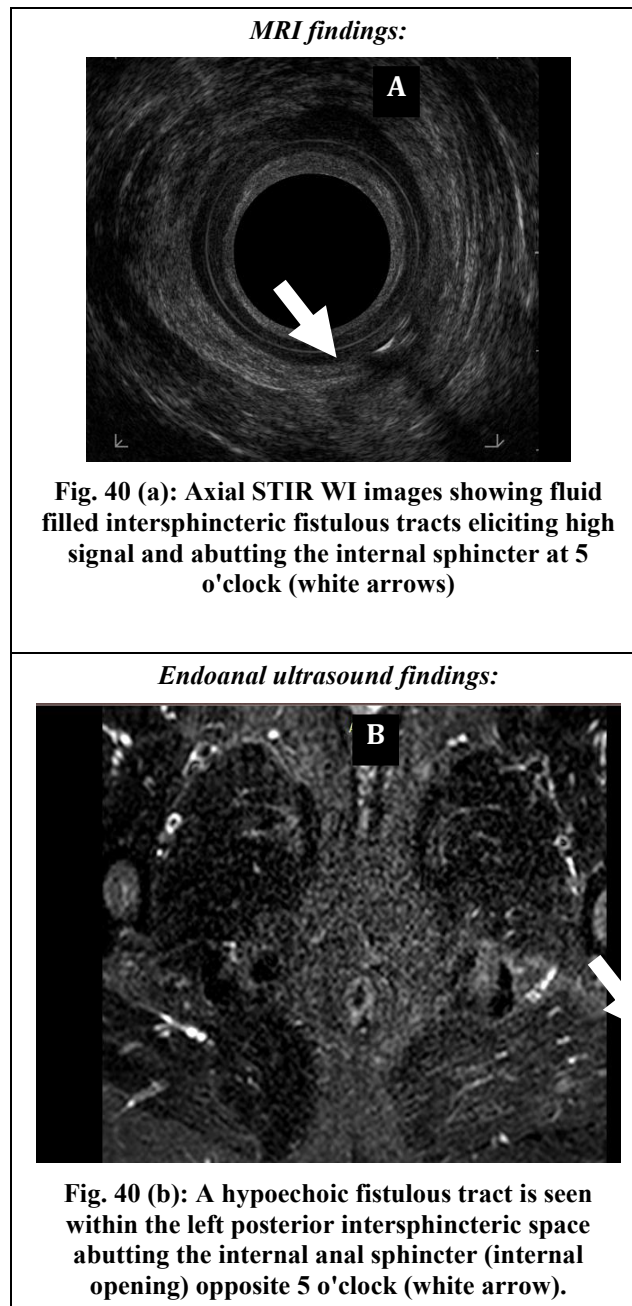 MRI findings:
A
Fig. 40 (a): Axial STIR WI images showing fluid
filled intersphincteric fistulous tracts eliciting high
signal and abutting the internal sphincter at 5
o'clock (white arrows)
Endoanal ultrasound findings:
B
Fig. 40 (b): A hypoechoic fistulous tract is seen
within the left posterior intersphincteric space
abutting the internal anal sphincter (internal
opening) opposite 5 o'clock (white arrow).